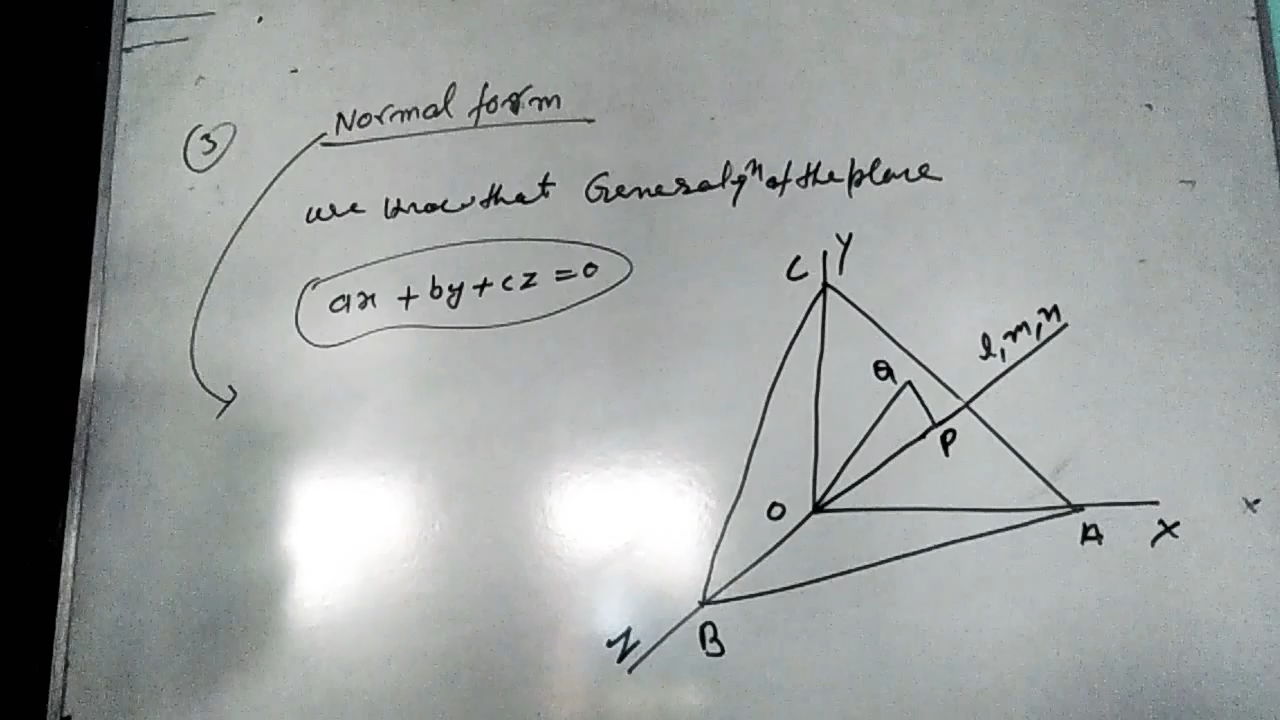 3
Normal form
we know that General eqn of the plane
ax + by + cz = 0
C
Y
l, m, n
Q
P
O
A
X
B
Z